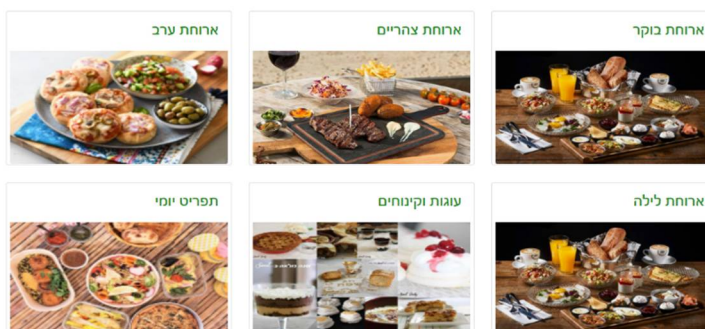 ארוחת בוקר
ארוחת צהריים
ארוחת ערב
ארוחת לילה
עוגות וקינוחים
תפריט יומי